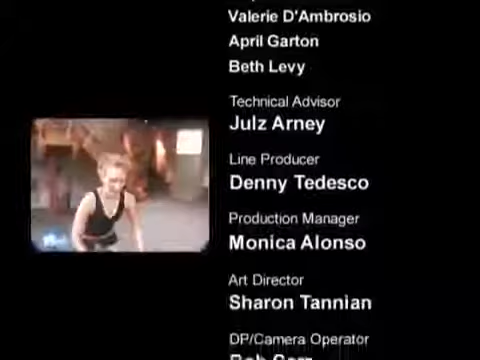 Valerie D'Ambrosio
April Garton
Beth Levy
Technical Advisor
Julz Arney
Line Producer
Denny Tedesco
Production Manager
Monica Alonso
Art Director
Sharon Tannian
DP/Camera Operator